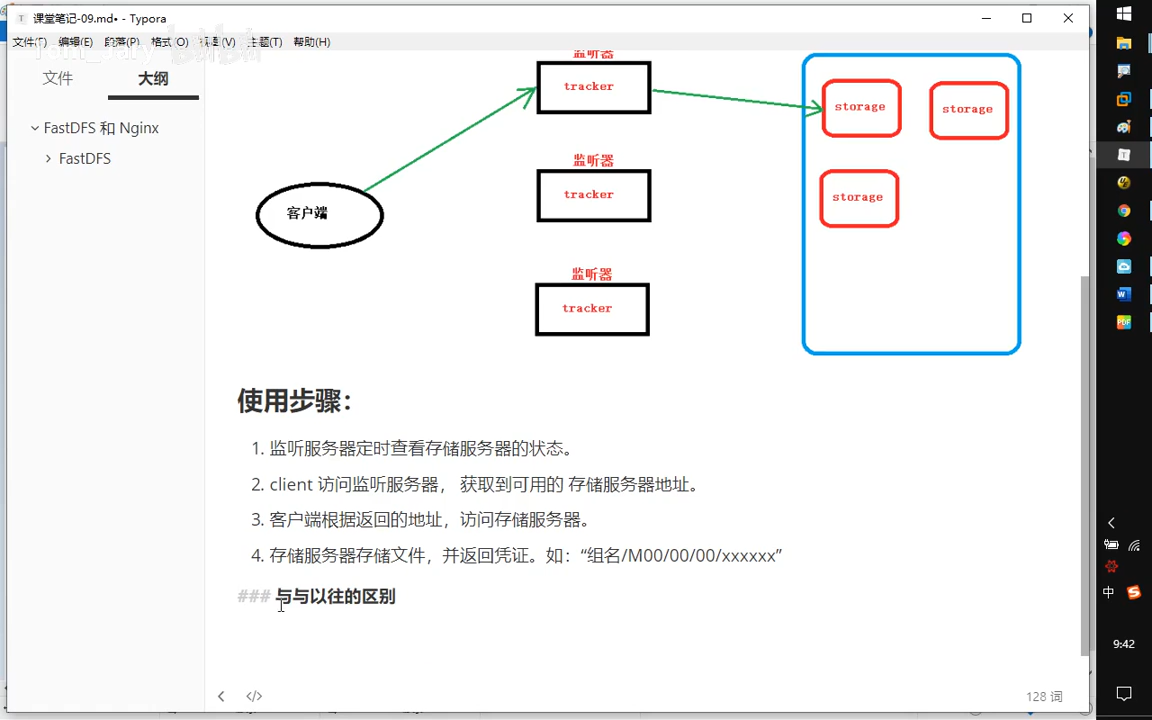 课堂笔记-09.md• - Typora
文件(F) 编辑(E) 段落(P) 格式(O) 视图(V) 主题(T) 帮助(H)
文件 大纲
FastDFS 和 Nginx
FastDFS
监听器
tracker
storage
storage
监听器
tracker
storage
客户端
监听器
tracker
使用步骤：
1. 监听服务器定时查看存储服务器的状态。
2. client 访问监听服务器， 获取到可用的 存储服务器地址。
3. 客户端根据返回的地址，访问存储服务器。
4. 存储服务器存储文件，并返回凭证。如：“组名/M00/00/00/xxxxxx”
### 与与以往的区别
128 词
中
9:42